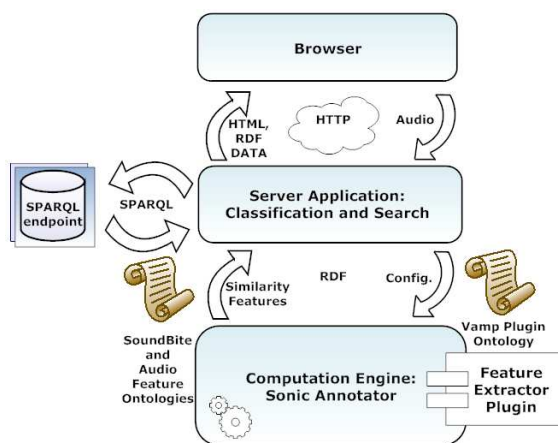 Browser
HTML,
RDF
DATA
HTTP
Audio
SPARQL
endpoint
SPARQL
Server Application:
Classification and Search
Similarity
Features
RDF
Config.
SoundBite
and
Audio
Feature
Ontologies
Vamp Plugin
Ontology
Computation Engine:
Sonic Annotator
Feature
Extractor
Plugin